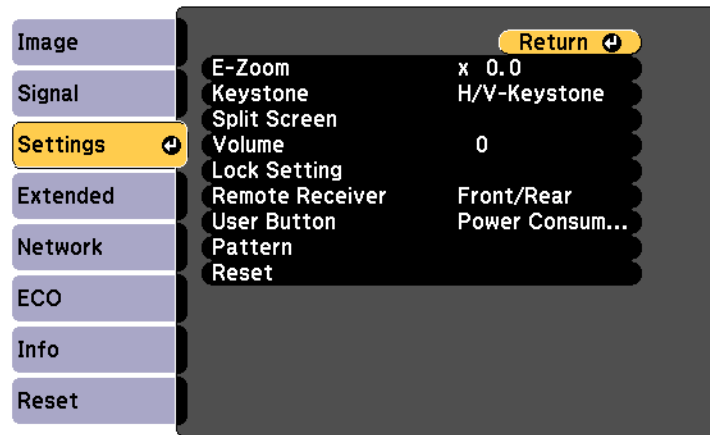 Image
Signal
Settings
Extended
Network
ECO
Info
Reset
Return
E-Zoom x 0.0
Keystone H/V-Keystone
Split Screen
Volume 0
Lock Setting
Remote Receiver Front/Rear
User Button Power Consum...
Pattern
Reset